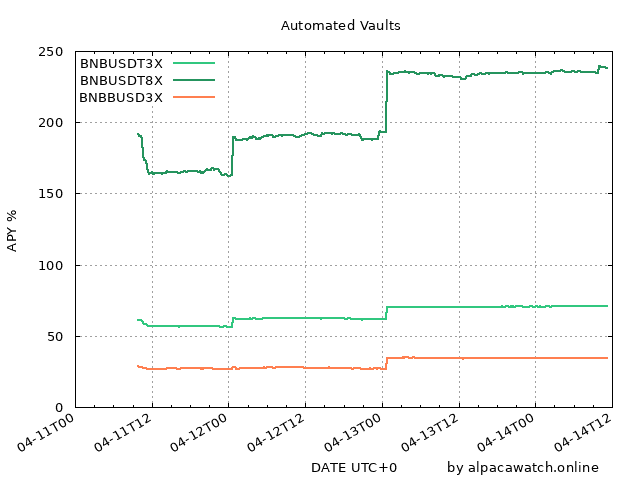 Automated Vaults
BNBUSDT3X
BNBUSDT8X
BNBBUSD3X
APY %
250
200
150
100
50
0
04-11T00
04-11T12
04-12T00
04-12T12
04-13T00
04-13T12
04-14T00
04-14T12
DATE UTC+0
by alpacawatch.online